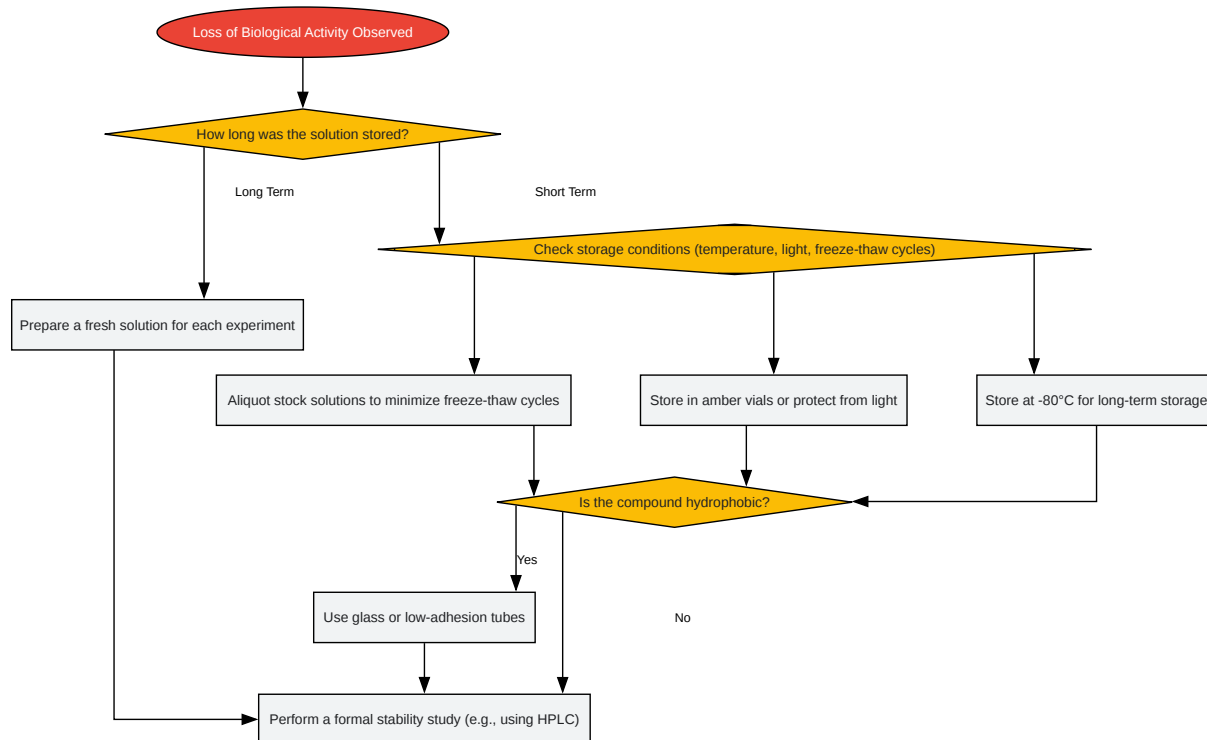 Loss of Biological Activity Observed
How long was the solution stored?
Long Term
Short Term
Check storage conditions (temperature, light, freeze-thaw cycles)
Prepare a fresh solution for each experiment
Aliquot stock solutions to minimize freeze-thaw cycles
Store in amber vials or protect from light
Store at -80°C for long-term storage
Is the compound hydrophobic?
Yes
Use glass or low-adhesion tubes
No
Perform a formal stability study (e.g., using HPLC)